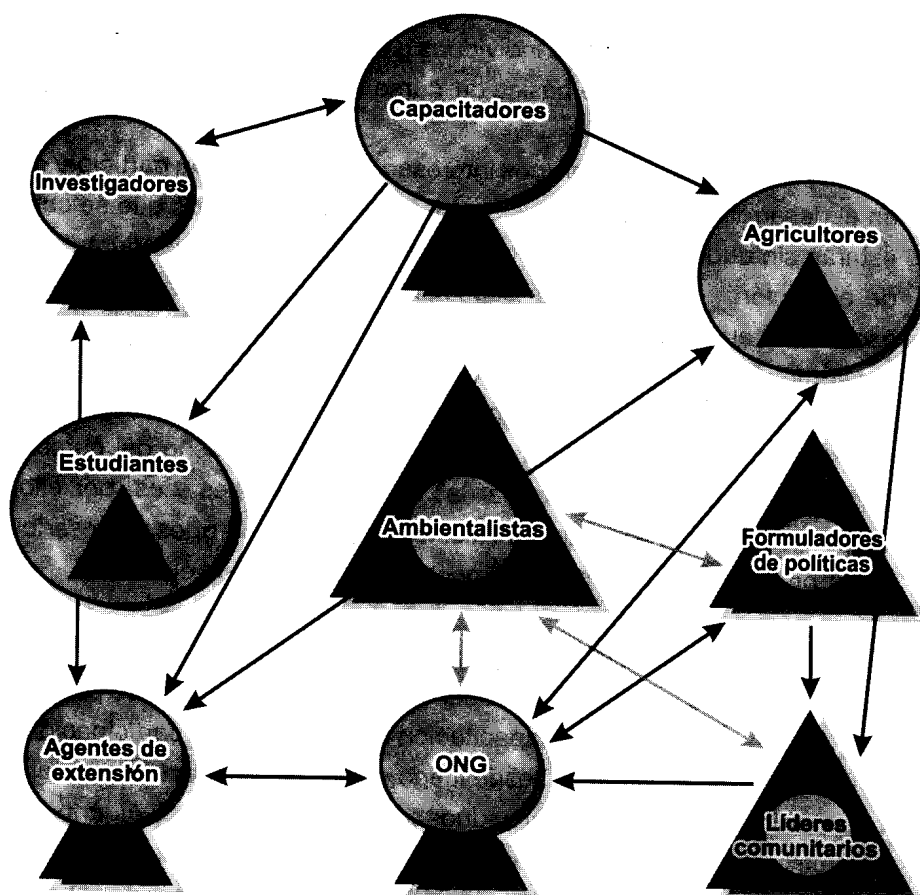 Capacitadores
Investigadores
Agricultores
Estudiantes
Ambientalistas
Formuladores
de políticas
Agentes de
extensión
ONG
Líderes
comunitarios